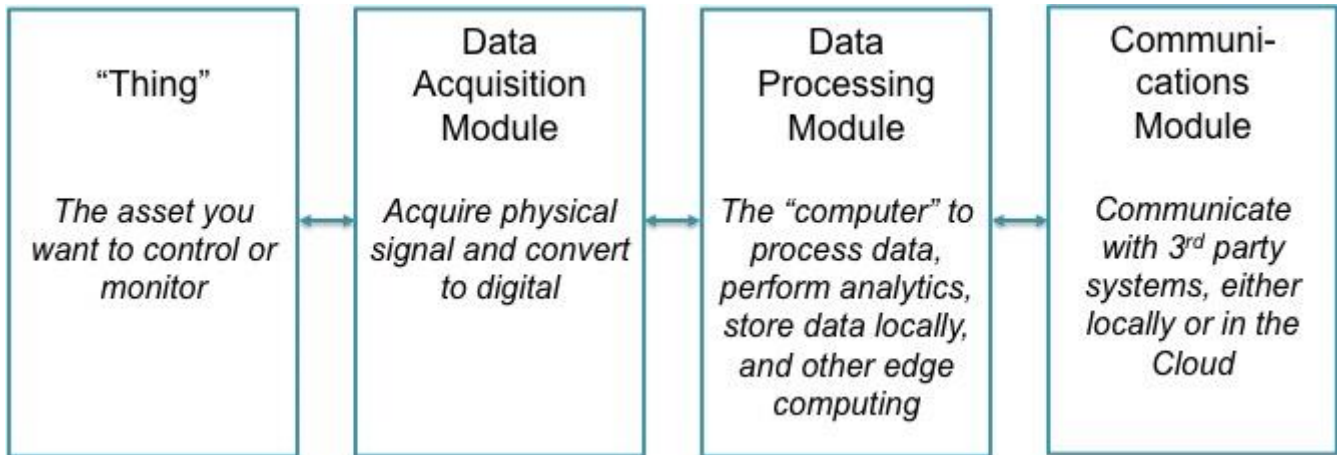 “Thing”
The asset you
want to control or
monitor
Data
Acquisition
Module
Acquire physical
signal and convert
to digital
Data
Processing
Module
The “computer” to
process data,
perform analytics,
store data locally,
and other edge
computing
Communi-
cations
Module
Communicate
with 3rd party
systems, either
locally or in the
Cloud